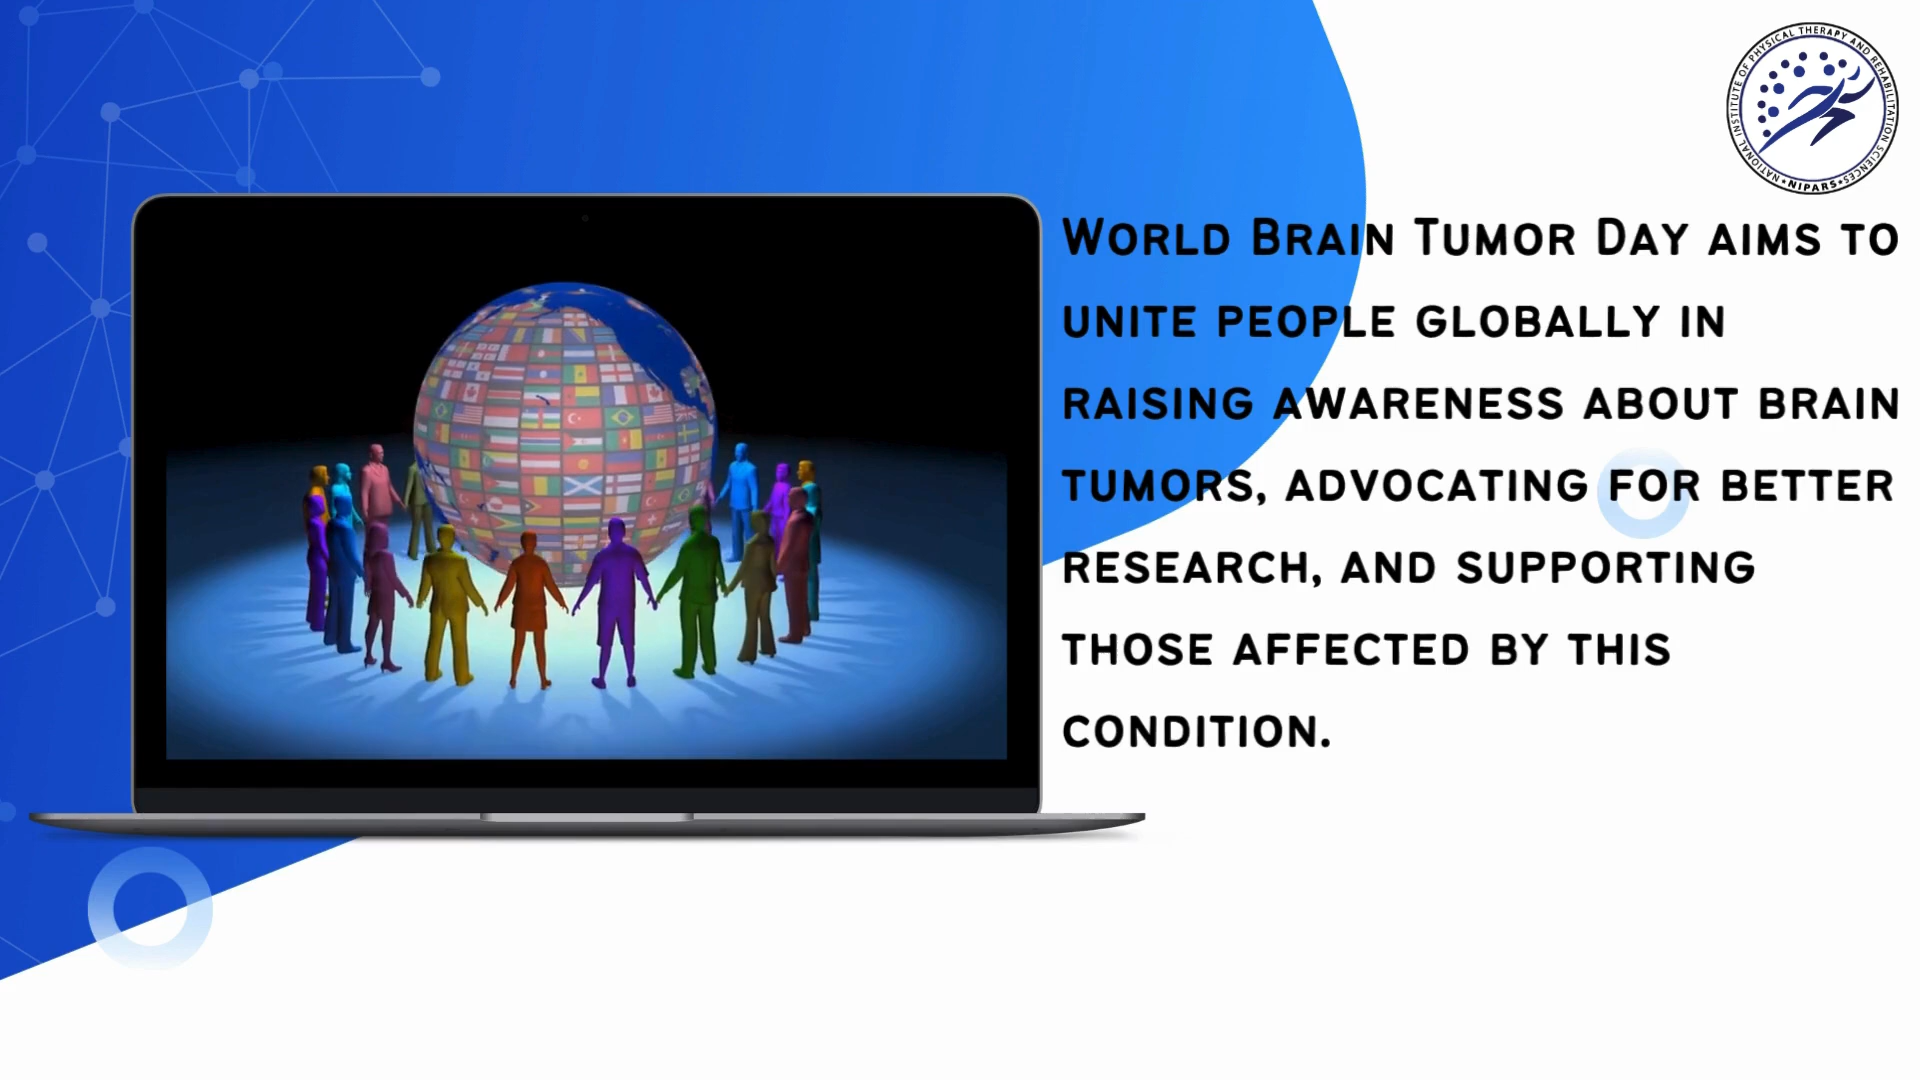 NATIONAL INSTITUTE OF PHYSICAL THERAPY AND REHABILITATION SCIENCES
NIPARS
World Brain Tumor Day aims to
unite people globally in
raising awareness about brain
tumors, advocating for better
research, and supporting
those affected by this
condition.